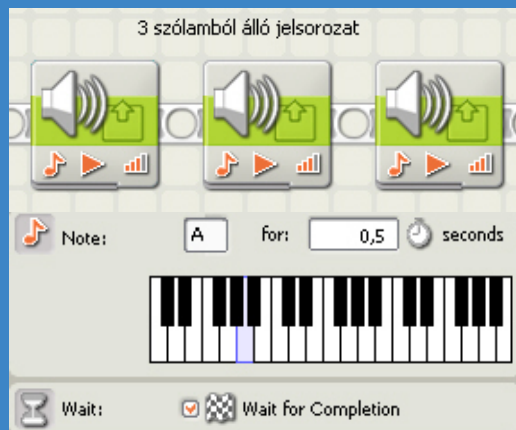 3 szólamból álló jelsorozat
Note: A for: 0,5 seconds
Wait: Wait for Completion